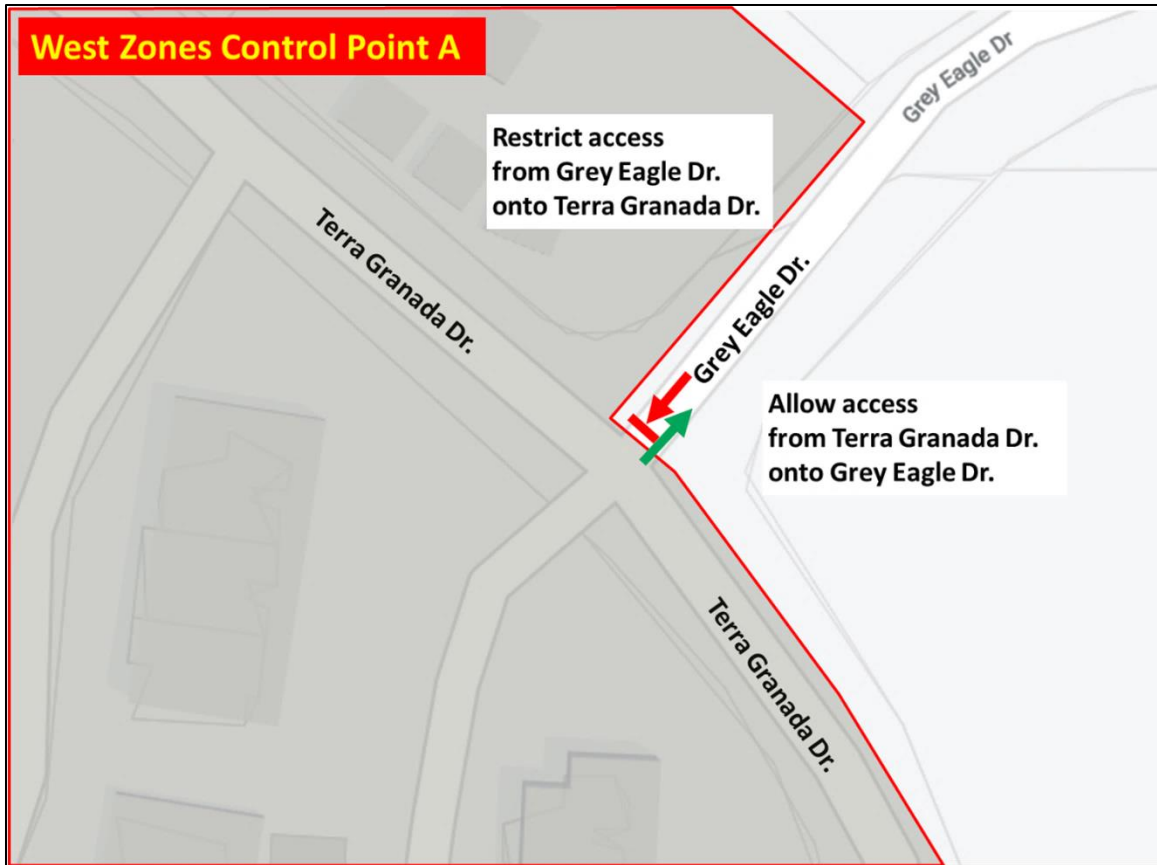 West Zones Control Point A
Grey Eagle Dr
Restrict access
from Grey Eagle Dr.
onto Terra Granada Dr.
Terra Granada Dr.
Grey Eagle Dr.
Allow access
from Terra Granada Dr.
onto Grey Eagle Dr.
Terra Granada Dr.